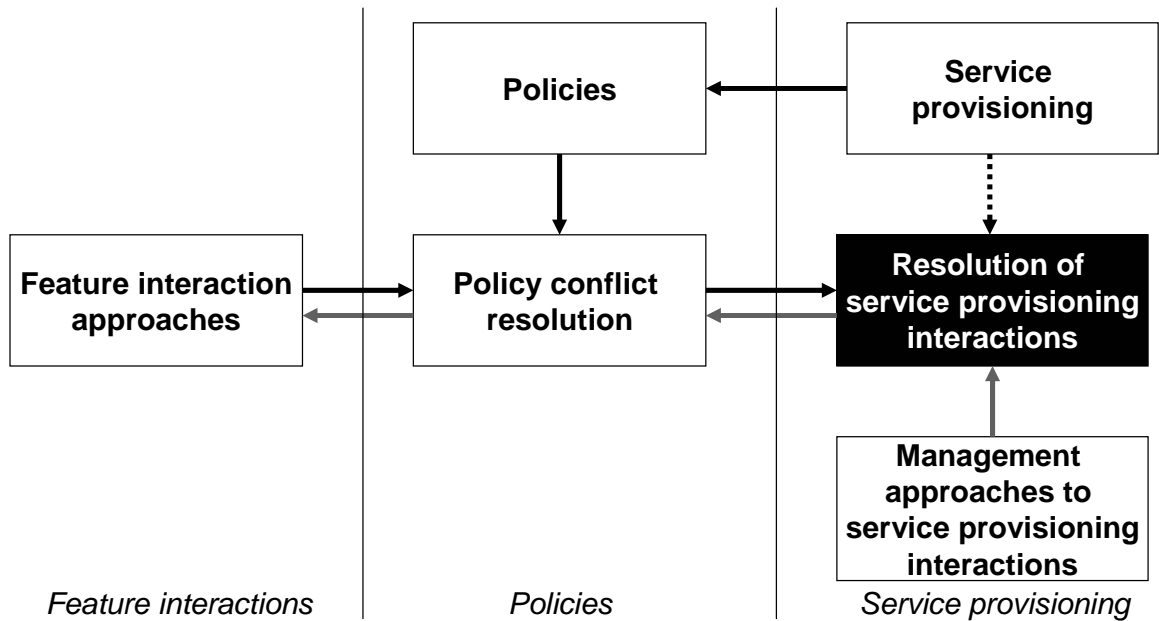 Policies
Service
provisioning
Feature interaction
approaches
Policy conflict
resolution
Resolution of
service provisioning
interactions
Management
approaches to
service provisioning
interactions
Feature interactions
Policies
Service provisioning